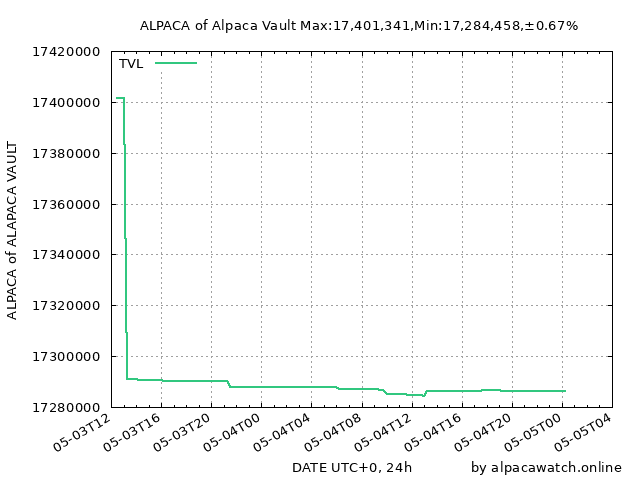 ALPACA of Alpaca Vault Max:17,401,341,Min:17,284,458,±0.67%
TVL
17420000
17400000
17380000
17360000
17340000
17320000
17300000
17280000
ALPACA of ALAPACA VAULT
05-03T12
05-03T16
05-03T20
05-04T00
05-04T04
05-04T08
05-04T12
05-04T16
05-04T20
05-05T00
05-05T04
DATE UTC+0, 24h
by alpacawatch.online